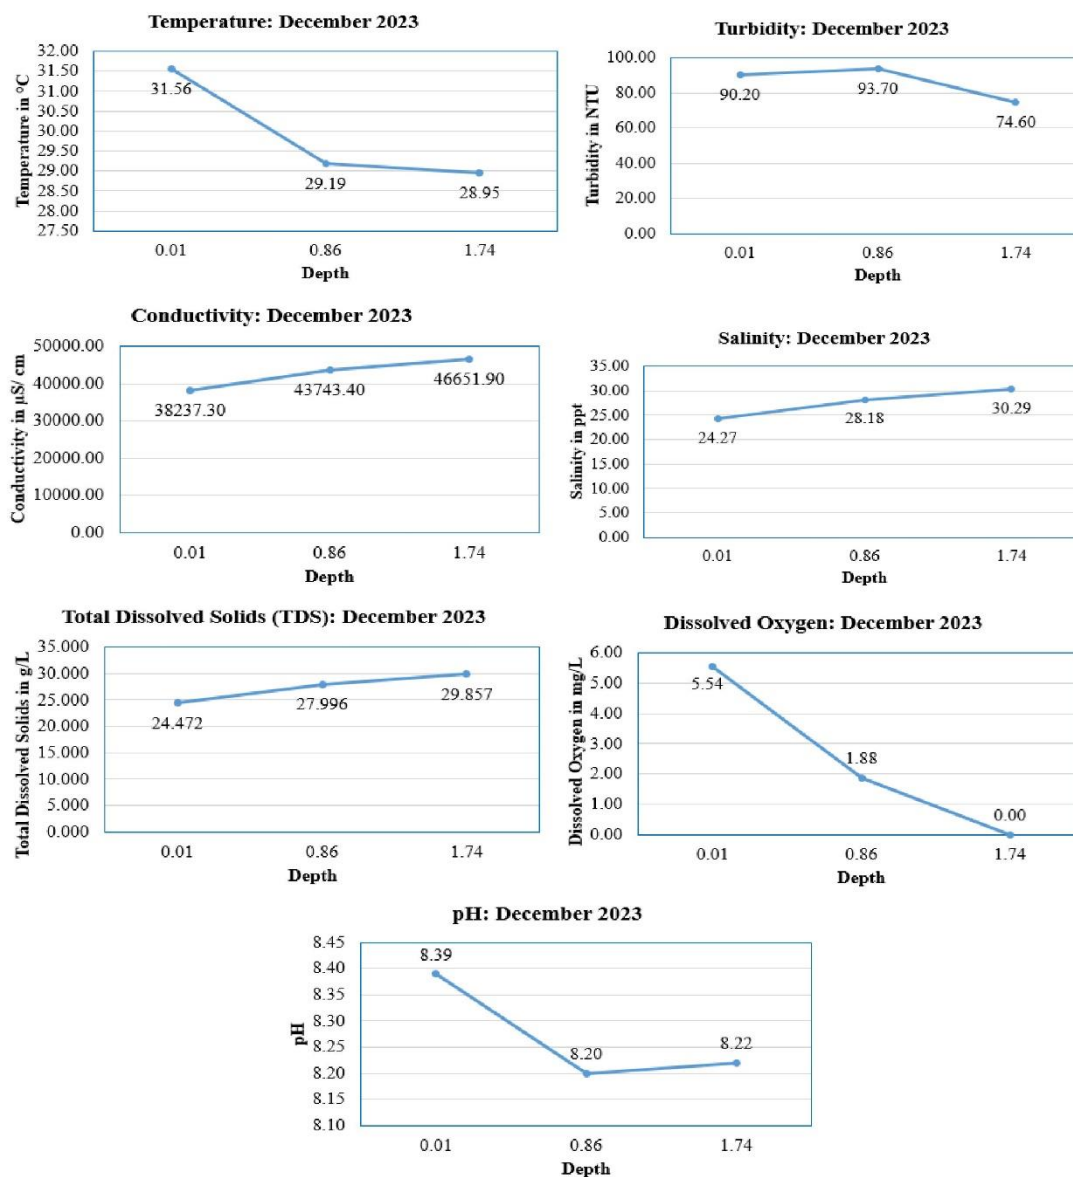 Temperature: December 2023
Temperature in °C
32.00
31.50
31.00
30.50
30.00
29.50
29.00
28.50
28.00
27.50
31.56
29.19
28.95
0.01 0.86 1.74
Depth
Turbidity: December 2023
Turbidity in NTU
100.00
80.00
60.00
40.00
20.00
0.00
90.20
93.70
74.60
0.01 0.86 1.74
Depth
Conductivity: December 2023
Conductivity in µS/ cm
50000.00
40000.00
30000.00
20000.00
10000.00
0.00
38237.30
43743.40
46651.90
0.01 0.86 1.74
Depth
Salinity: December 2023
Salinity in ppt
35.00
30.00
25.00
20.00
15.00
10.00
5.00
0.00
24.27
28.18
30.29
0.01 0.86 1.74
Depth
Total Dissolved Solids (TDS): December 2023
Total Dissolved Solids in g/L
35.000
30.000
25.000
20.000
15.000
10.000
5.000
0.000
24.472
27.996
29.857
0.01 0.86 1.74
Depth
Dissolved Oxygen: December 2023
Dissolved Oxygen in mg/L
6.00
5.00
4.00
3.00
2.00
1.00
0.00
5.54
1.88
0.00
0.01 0.86 1.74
Depth
pH: December 2023
pH
8.45
8.40
8.35
8.30
8.25
8.20
8.15
8.10
8.39
8.20
8.22
0.01 0.86 1.74
Depth